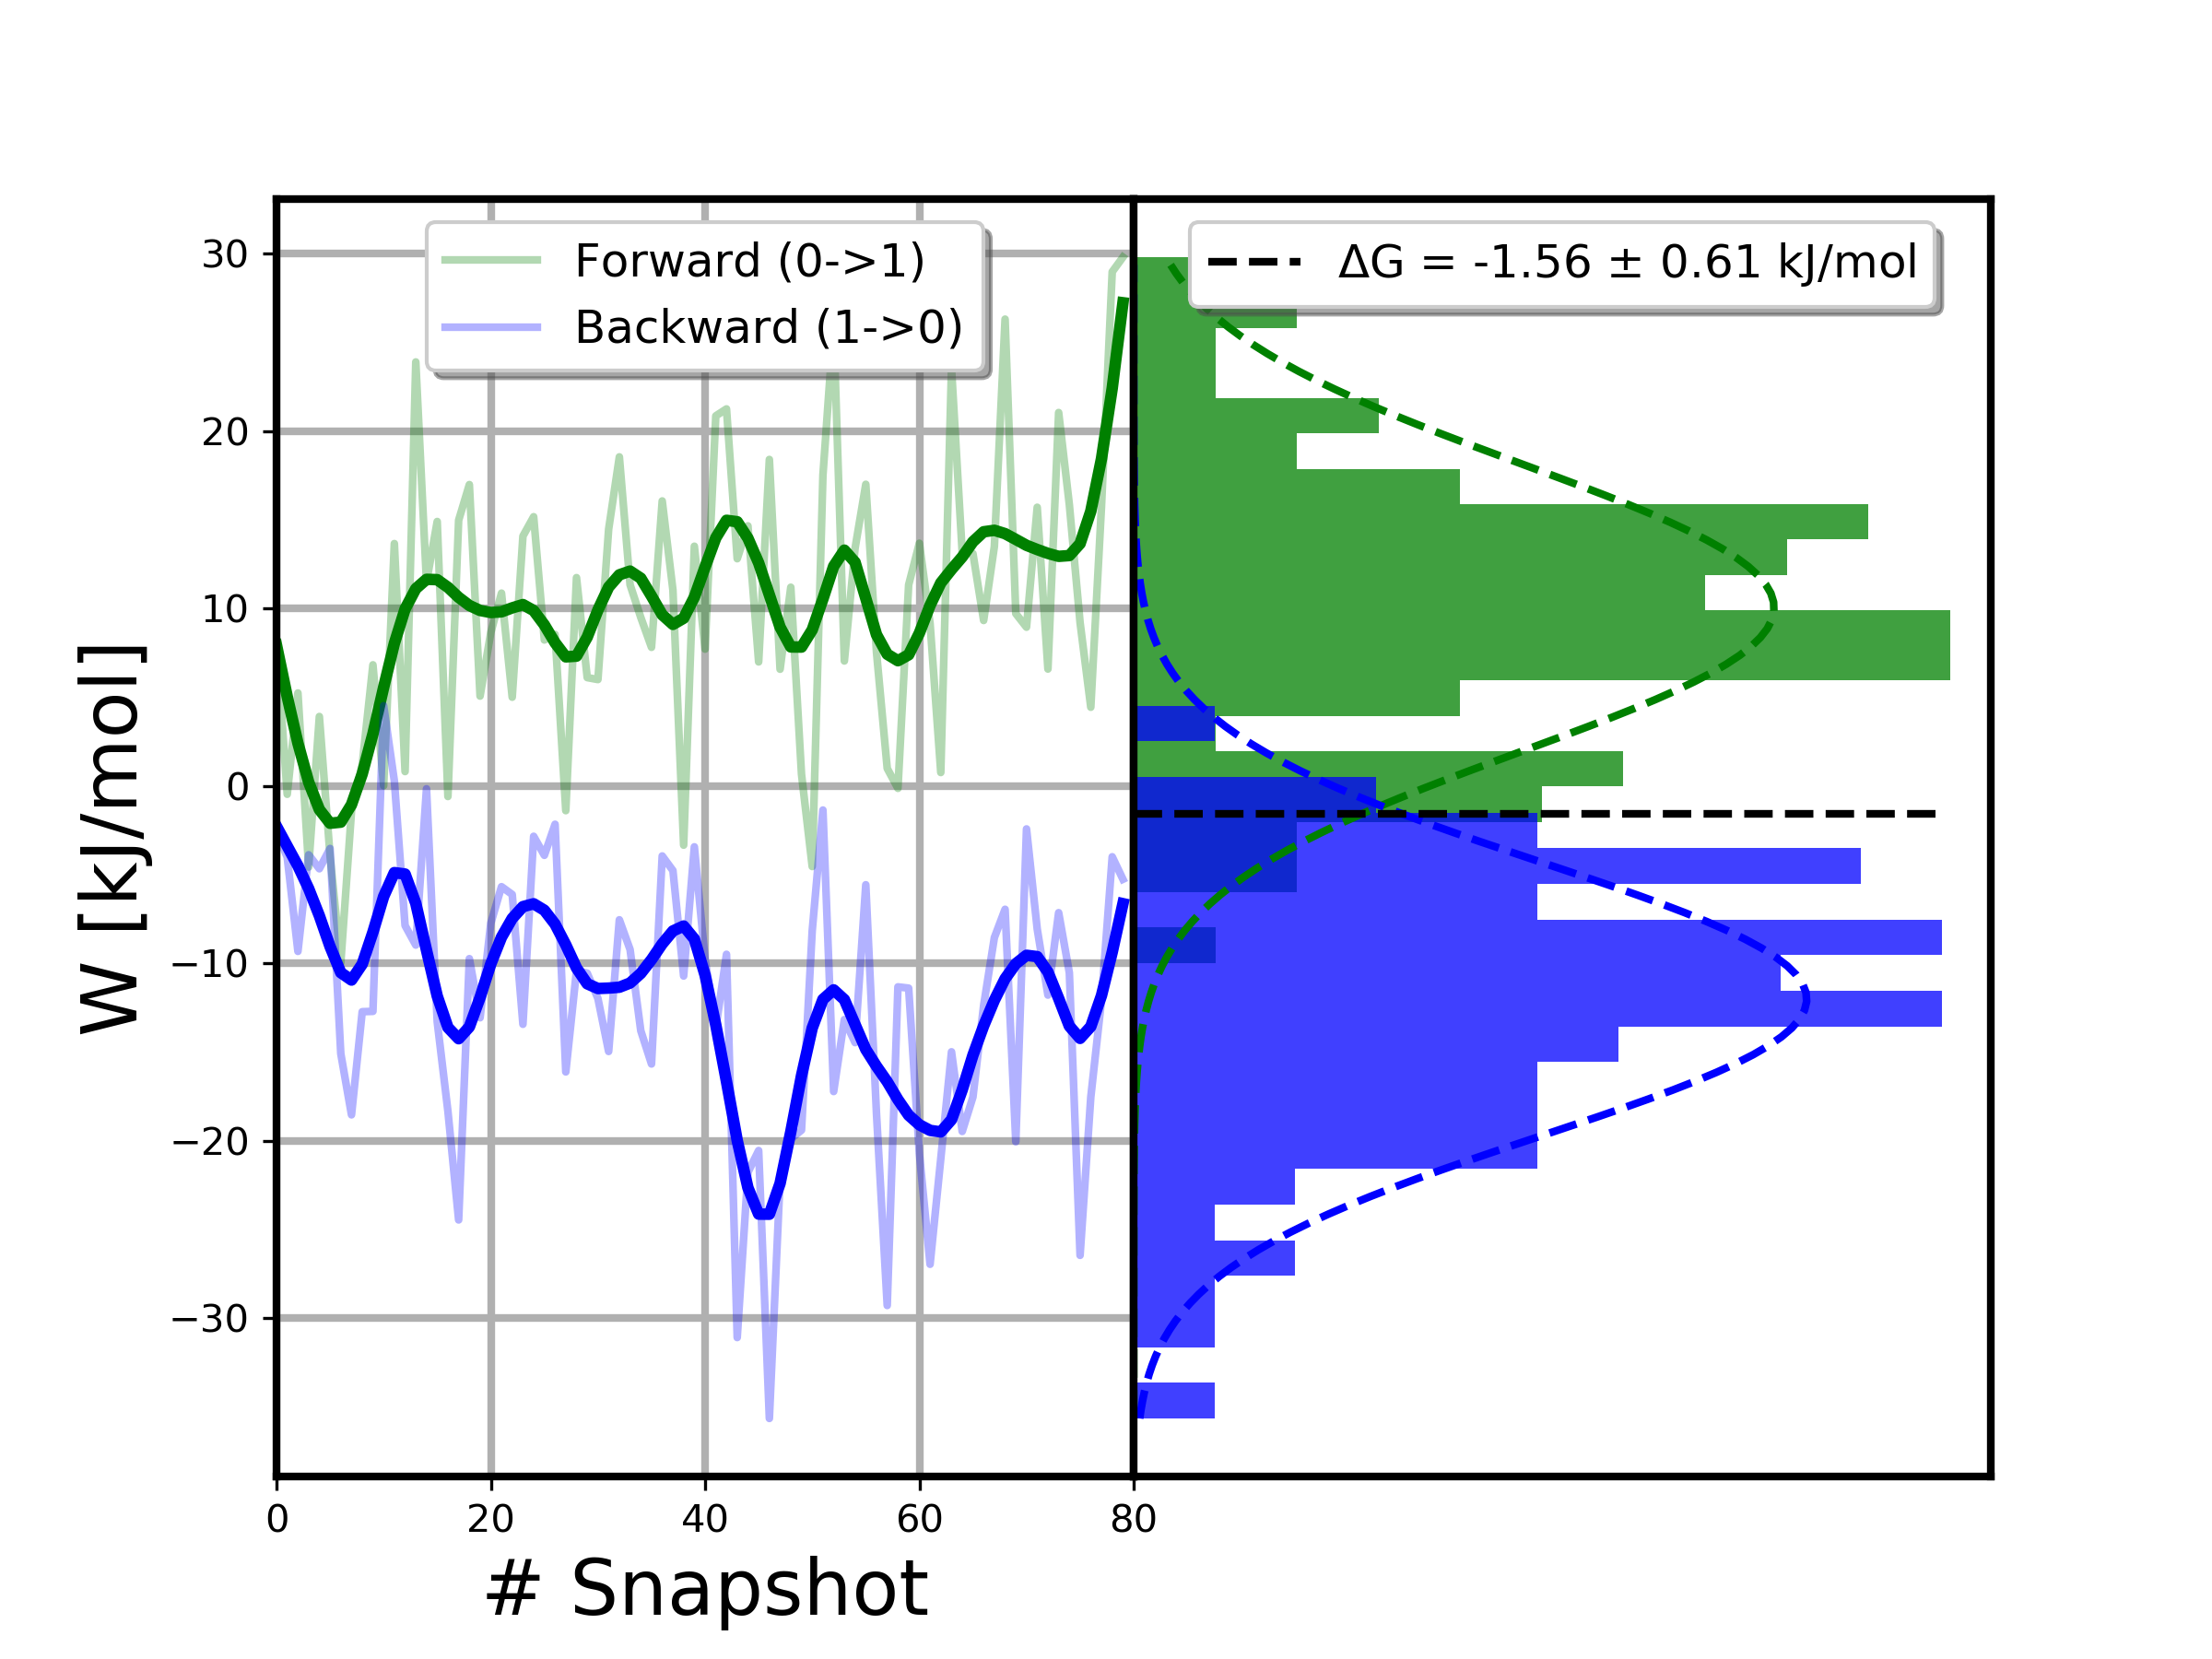 Forward (0->1)
Backward (1->0)
ΔG = -1.56 ± 0.61 kJ/mol
30
20
10
0
−10
−20
−30
W [kJ/mol]
0 20 40 60 80
# Snapshot